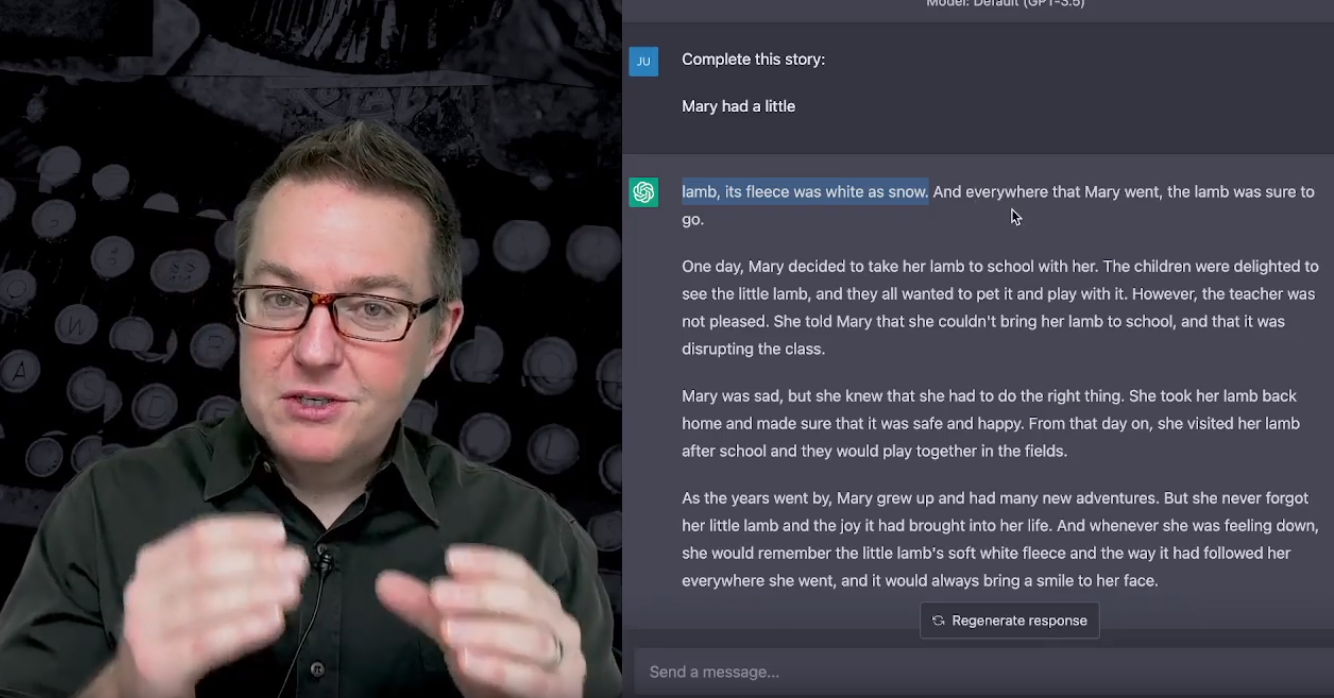 Model: Default (GPT-3.5)
JU
Complete this story:
Mary had a little
lamb, its fleece was white as snow. And everywhere that Mary went, the lamb was sure to
go.
One day, Mary decided to take her lamb to school with her. The children were delighted to
see the little lamb, and they all wanted to pet it and play with it. However, the teacher was
not pleased. She told Mary that she couldn't bring her lamb to school, and that it was
disrupting the class.
Mary was sad, but she knew that she had to do the right thing. She took her lamb back
home and made sure that it was safe and happy. From that day on, she visited her lamb
after school and they would play together in the fields.
As the years went by, Mary grew up and had many new adventures. But she never forgot
her little lamb and the joy it had brought into her life. And whenever she was feeling down,
she would remember the little lamb's soft white fleece and the way it had followed her
everywhere she went, and it would always bring a smile to her face.
Regenerate response
Send a message...
W
A
S
D
L